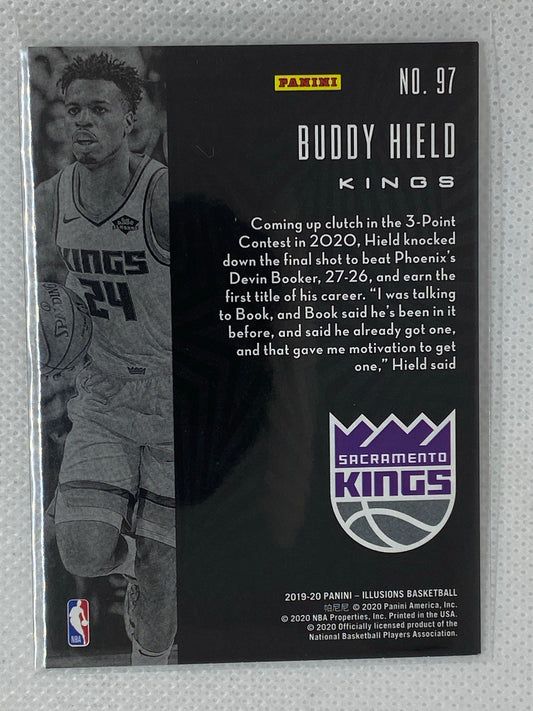 PANINI
NO. 97
BUDDY HIELD
KINGS
Coming up clutch in the 3-Point
Contest in 2020, Hield knocked
down the final shot to beat Phoenix's
Devin Booker, 27-26, and earn the
first title of his career. “I was talking
to Book, and Book said he's been in it
before, and said he already got one,
and that gave me motivation to get
one,” Hield said
KINGS
24
SACRAMENTO
KINGS
NBA
2019-20 PANINI – ILLUSIONS BASKETBALL
帕尼尼 © 2020 Panini America, Inc.
© 2020 NBA Properties, Inc. Printed in the USA.
© 2020 Officially licensed product of the
National Basketball Players Association.